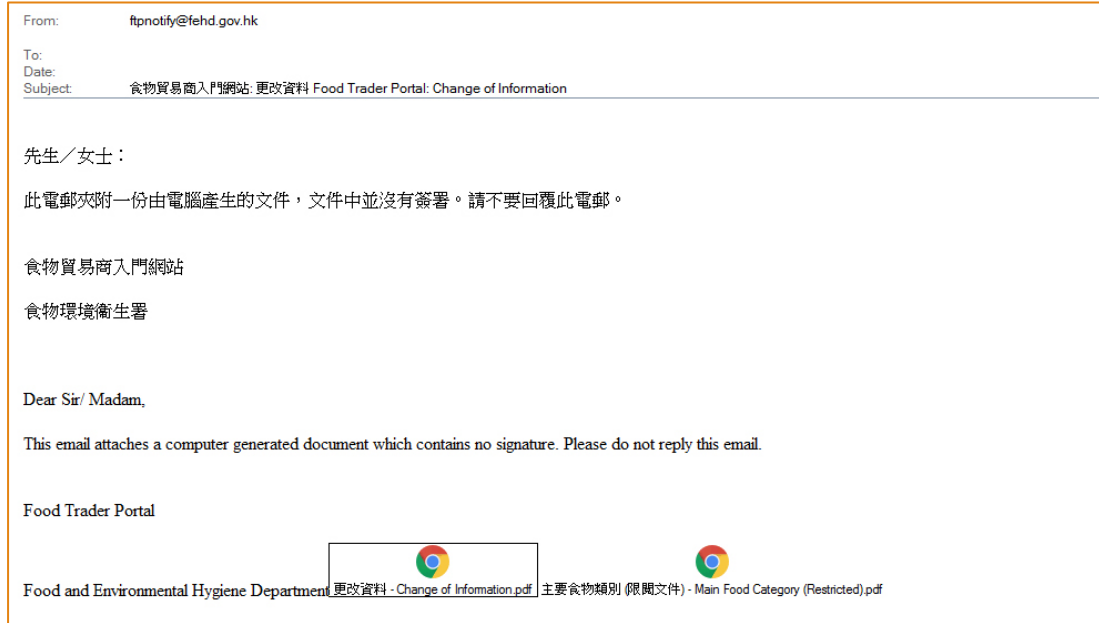 From: ftpnotify@fehd.gov.hk
To:
Date:
Subject: 食物貿易商入門網站: 更改資料 Food Trader Portal: Change of Information
先生／女士：
此電郵夾附一份由電腦產生的文件，文件中並沒有簽署。請不要回覆此電郵。
食物貿易商入門網站
食物環境衞生署
Dear Sir/ Madam,
This email attaches a computer generated document which contains no signature. Please do not reply this email.
Food Trader Portal
Food and Environmental Hygiene Department 更改資料 - Change of Information.pdf 主要食物類別 (限閱文件) - Main Food Category (Restricted).pdf